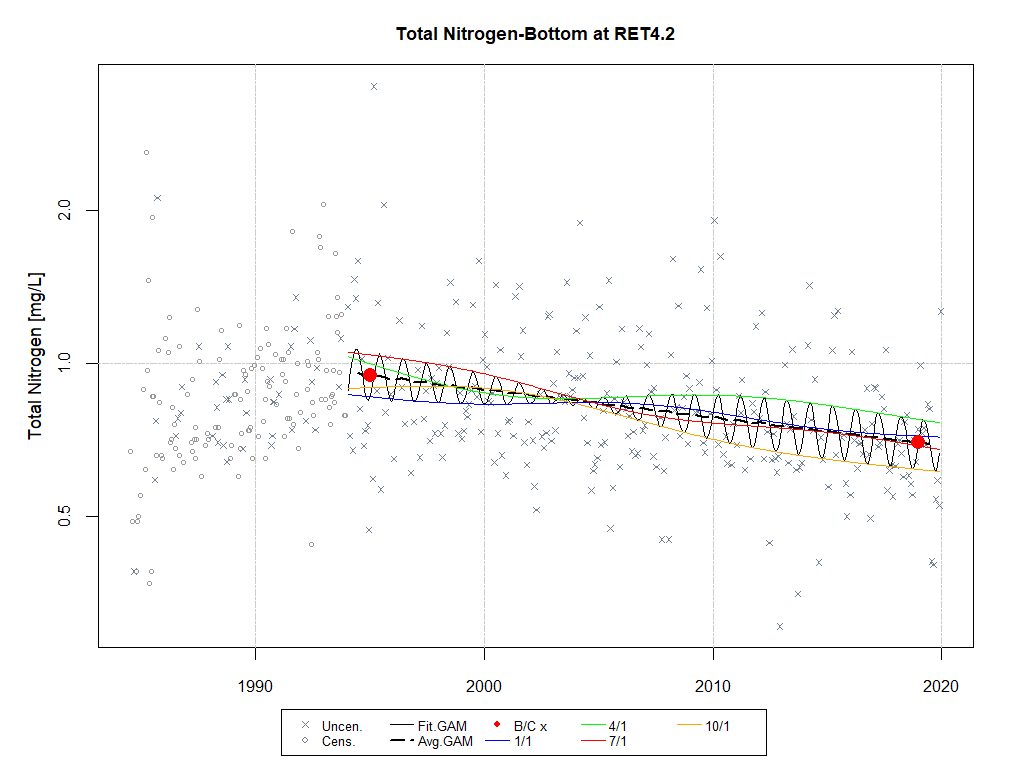 Total Nitrogen-Bottom at RET4.2
Total Nitrogen [mg/L]
2.0
1.0
0.5
1990 2000 2010 2020
Uncen. Fit.GAM B/C x 4/1 10/1
Cens. Avg.GAM 1/1 7/1